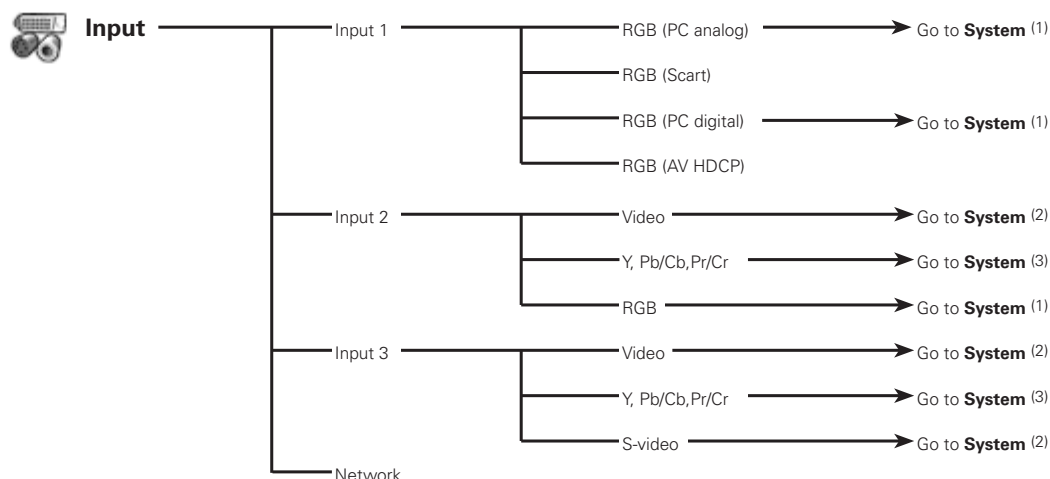 Input
Input 1
RGB (PC analog)
Go to System (1)
RGB (Scart)
RGB (PC digital)
Go to System (1)
RGB (AV HDCP)
Input 2
Video
Go to System (2)
Y, Pb/Cb,Pr/Cr
Go to System (3)
RGB
Go to System (1)
Input 3
Video
Go to System (2)
Y, Pb/Cb,Pr/Cr
Go to System (3)
S-video
Go to System (2)
Network